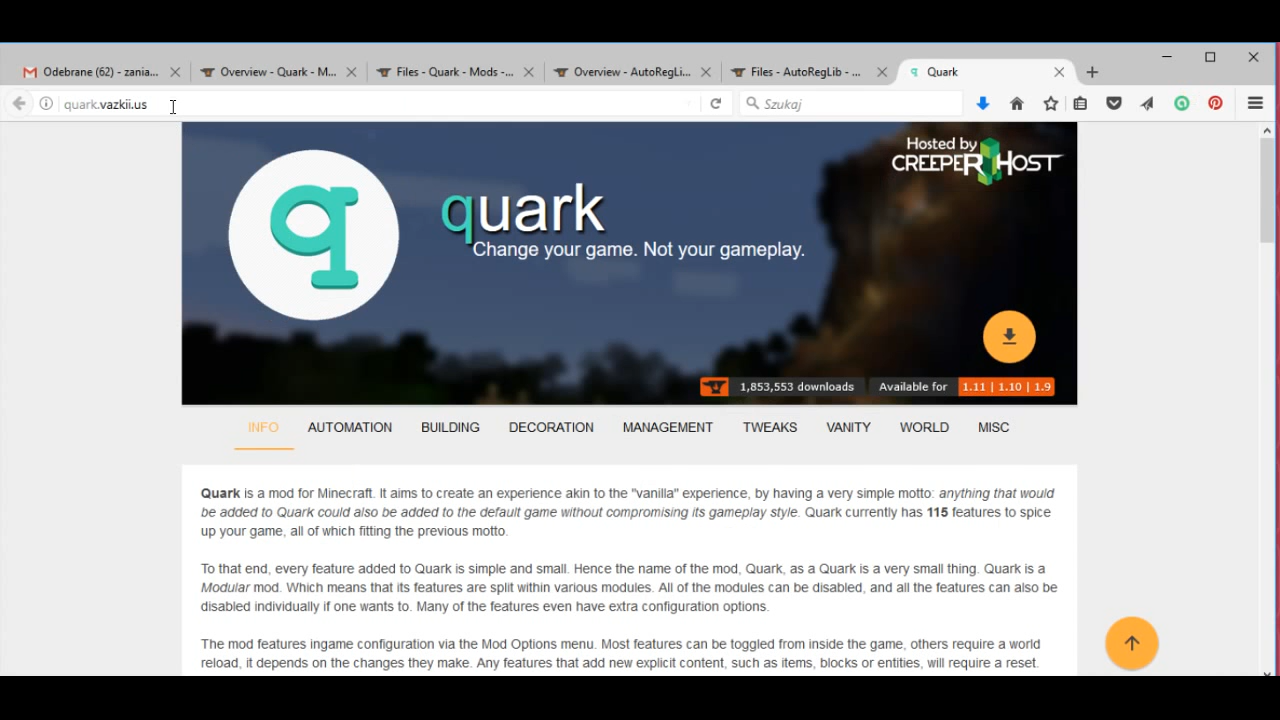 Odebrane (62) - zania...
Overview - Quark - M...
Files - Quark - Mods -...
Overview - AutoRegLi...
Files - AutoRegLib - ...
Quark
quark.vazkii.us
Szukaj
Hosted by
CREEPERHOST
quark
Change your game. Not your gameplay.
1,853,553 downloads
Available for
1.11 | 1.10 | 1.9
INFO
AUTOMATION
BUILDING
DECORATION
MANAGEMENT
TWEAKS
VANITY
WORLD
MISC
Quark is a mod for Minecraft. It aims to create an experience akin to the "vanilla" experience, by having a very simple motto: anything that would
be added to Quark could also be added to the default game without compromising its gameplay style. Quark currently has 115 features to spice
up your game, all of which fitting the previous motto.
To that end, every feature added to Quark is simple and small. Hence the name of the mod, Quark, as a Quark is a very small thing. Quark is a
Modular mod. Which means that its features are split within various modules. All of the modules can be disabled, and all the features can also be
disabled individually if one wants to. Many of the features even have extra configuration options.
The mod features ingame configuration via the Mod Options menu. Most features can be toggled from inside the game, others require a world
reload, it depends on the changes they make. Any features that add new explicit content, such as items, blocks or entities, will require a reset.